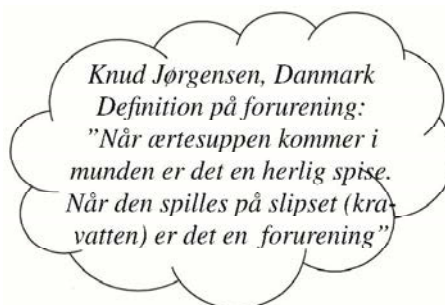 Knud Jørgensen, Danmark
Definition på forurening:
”Når ærtesuppen kommer i
munden er det en herlig spise.
Når den spilles på slipset (kra-
vatten) er det en forurening”